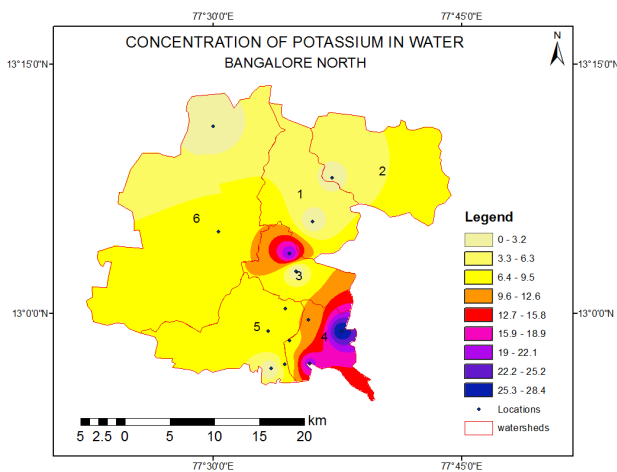 77°30'0"E 77°45'0"E
CONCENTRATION OF POTASSIUM IN WATER
BANGALORE NORTH
N
13°15'0"N 13°15'0"N
2
1
6
Legend
0 - 3.2
3.3 - 6.3
6.4 - 9.5
9.6 - 12.6
12.7 - 15.8
15.9 - 18.9
19 - 22.1
22.2 - 25.2
25.3 - 28.4
Locations
watersheds
3
13°0'0"N 13°0'0"N
5
4
km
5 2.5 0 5 10 15 20
77°30'0"E 77°45'0"E